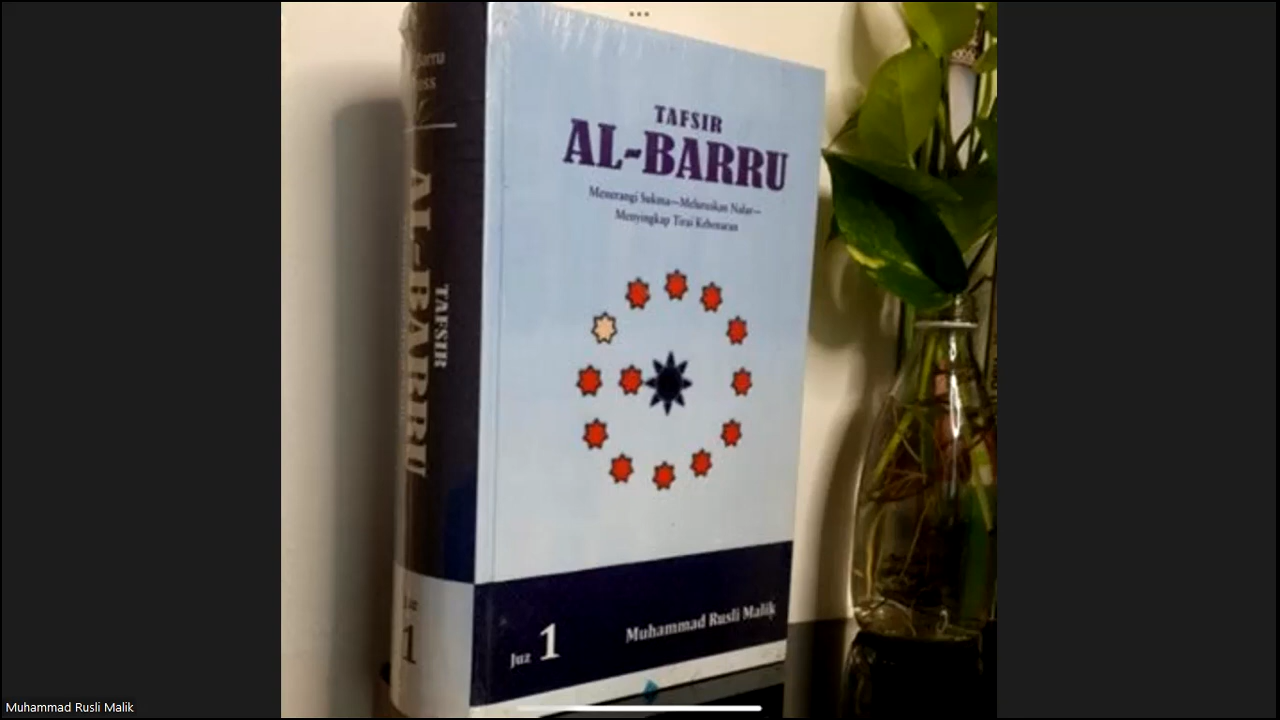 TAFSIR
AL-BARRU
Menerangi Sukma—Meluruskan Nalar—
Menyingkap Tirai Kebenaran
Juz 1
Muhammad Rusli Malik
TAFSIR
AL-BARRU
1
Muhammad Rusli Malik